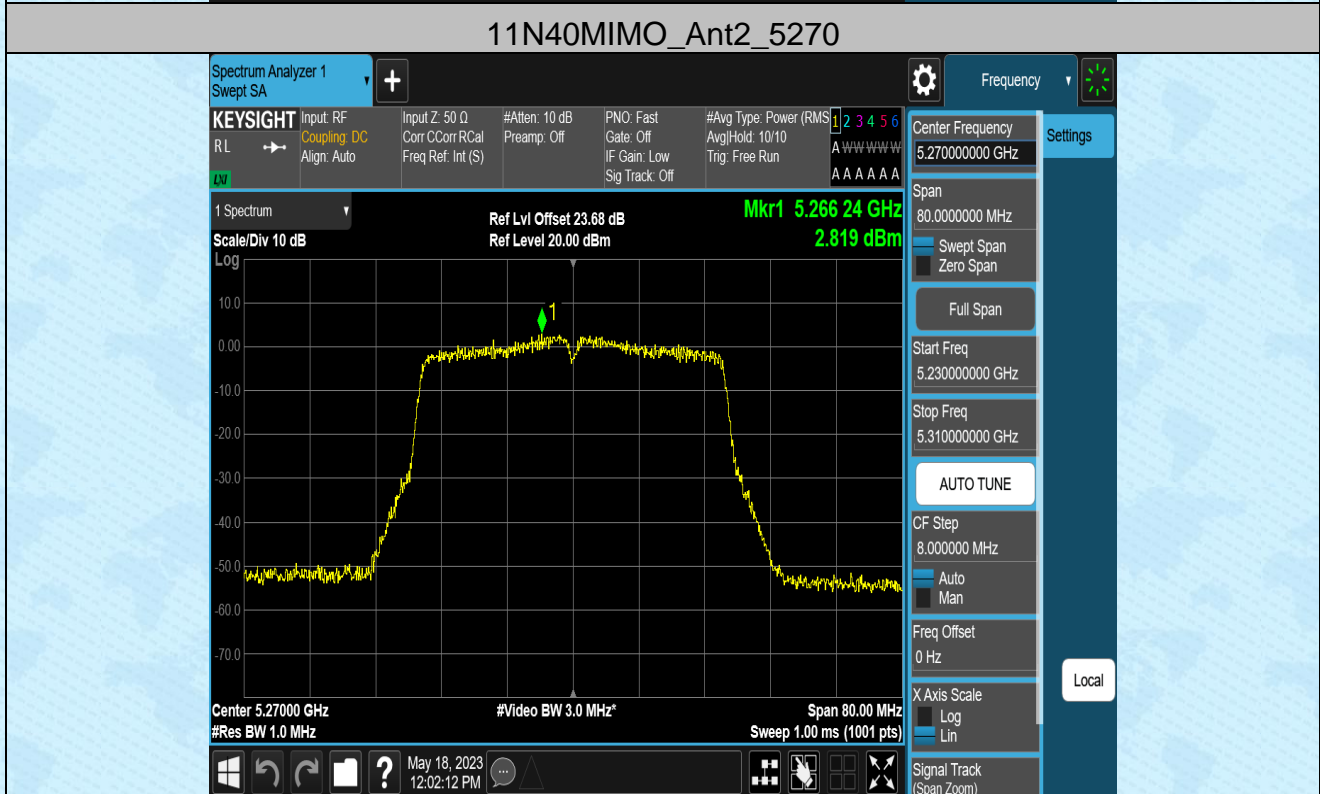 11N40MIMO_Ant2_5270
Spectrum Analyzer 1
Swept SA
+
Frequency
KEYSIGHT
RL
LXI
Input: RF
Coupling: DC
Align: Auto
Input Z: 50 Ω
Corr CCorr RCal
Freq Ref: Int (S)
#Atten: 10 dB
Preamp: Off
PNO: Fast
Gate: Off
IF Gain: Low
Sig Track: Off
#Avg Type: Power (RMS
Avg|Hold: 10/10
Trig: Free Run
1 2 3 4 5 6
A W W W W W
A A A A A A
Center Frequency
5.270000000 GHz
Settings
Span
80.0000000 MHz
Swept Span
Zero Span
Full Span
Start Freq
5.230000000 GHz
Stop Freq
5.310000000 GHz
AUTO TUNE
CF Step
8.000000 MHz
Auto
Man
Freq Offset
0 Hz
X Axis Scale
Log
Lin
Signal Track
(Span Zoom)
Local
1 Spectrum
Scale/Div 10 dB
Log
Ref Lvl Offset 23.68 dB
Ref Level 20.00 dBm
Mkr1 5.266 24 GHz
2.819 dBm
1
10.0
0.00
-10.0
-20.0
-30.0
-40.0
-50.0
-60.0
-70.0
Center 5.27000 GHz
#Res BW 1.0 MHz
#Video BW 3.0 MHz*
Span 80.00 MHz
Sweep 1.00 ms (1001 pts)
?
May 18, 2023
12:02:12 PM